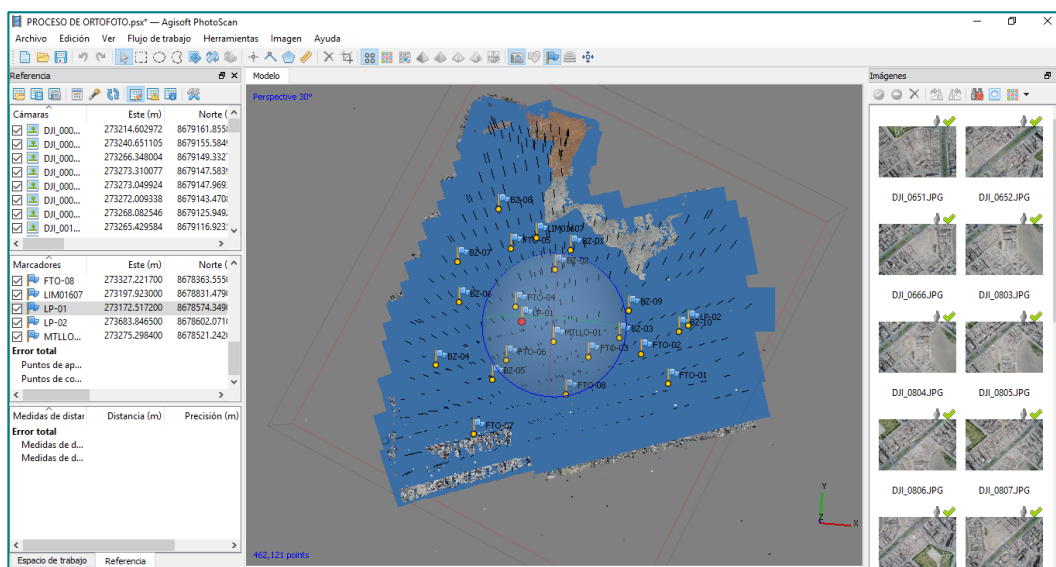 PROCESO DE ORTOFOTO.psx* — Agisoft PhotoScan
Archivo Edición Ver Flujo de trabajo Herramientas Imagen Ayuda
Referencia
Cámaras Este (m) Norte (
DJI_000... 273214.602972 8679161.855
DJI_000... 273240.651105 8679155.584
DJI_000... 273266.348004 8679149.332
DJI_000... 273273.310077 8679147.583
DJI_000... 273273.049924 8679147.969
DJI_000... 273272.009338 8679143.470
DJI_000... 273268.082546 8679125.949
DJI_001... 273265.429584 8679116.923
Marcadores Este (m) Norte (
FTO-08 273327.221700 8678363.555
LIM01607 273197.923000 8678831.479
LP-01 273172.517200 8678574.349
LP-02 273683.846500 8678602.071
MTLLO... 273275.298400 8678521.242
Error total
Puntos de ap...
Puntos de co...
Medidas de distar Distancia (m) Precisión (m)
Error total
Medidas de d...
Medidas de d...
Espacio de trabajo Referencia
Modelo
Perspective 30°
BZ-08
LIM01607
FTO-05
BZ-01
BZ-07
BZ-06
FTO-04
LP-01
BZ-09
LP-02
BZ-10
BZ-03
MTLLO-01
FTO-02
FTO-03
FTO-06
BZ-04
BZ-05
FTO-01
FTO-08
FTO-07
Y
Z
X
462,121 points
Imágenes
DJI_0651.JPG DJI_0652.JPG
DJI_0666.JPG DJI_0803.JPG
DJI_0804.JPG DJI_0805.JPG
DJI_0806.JPG DJI_0807.JPG